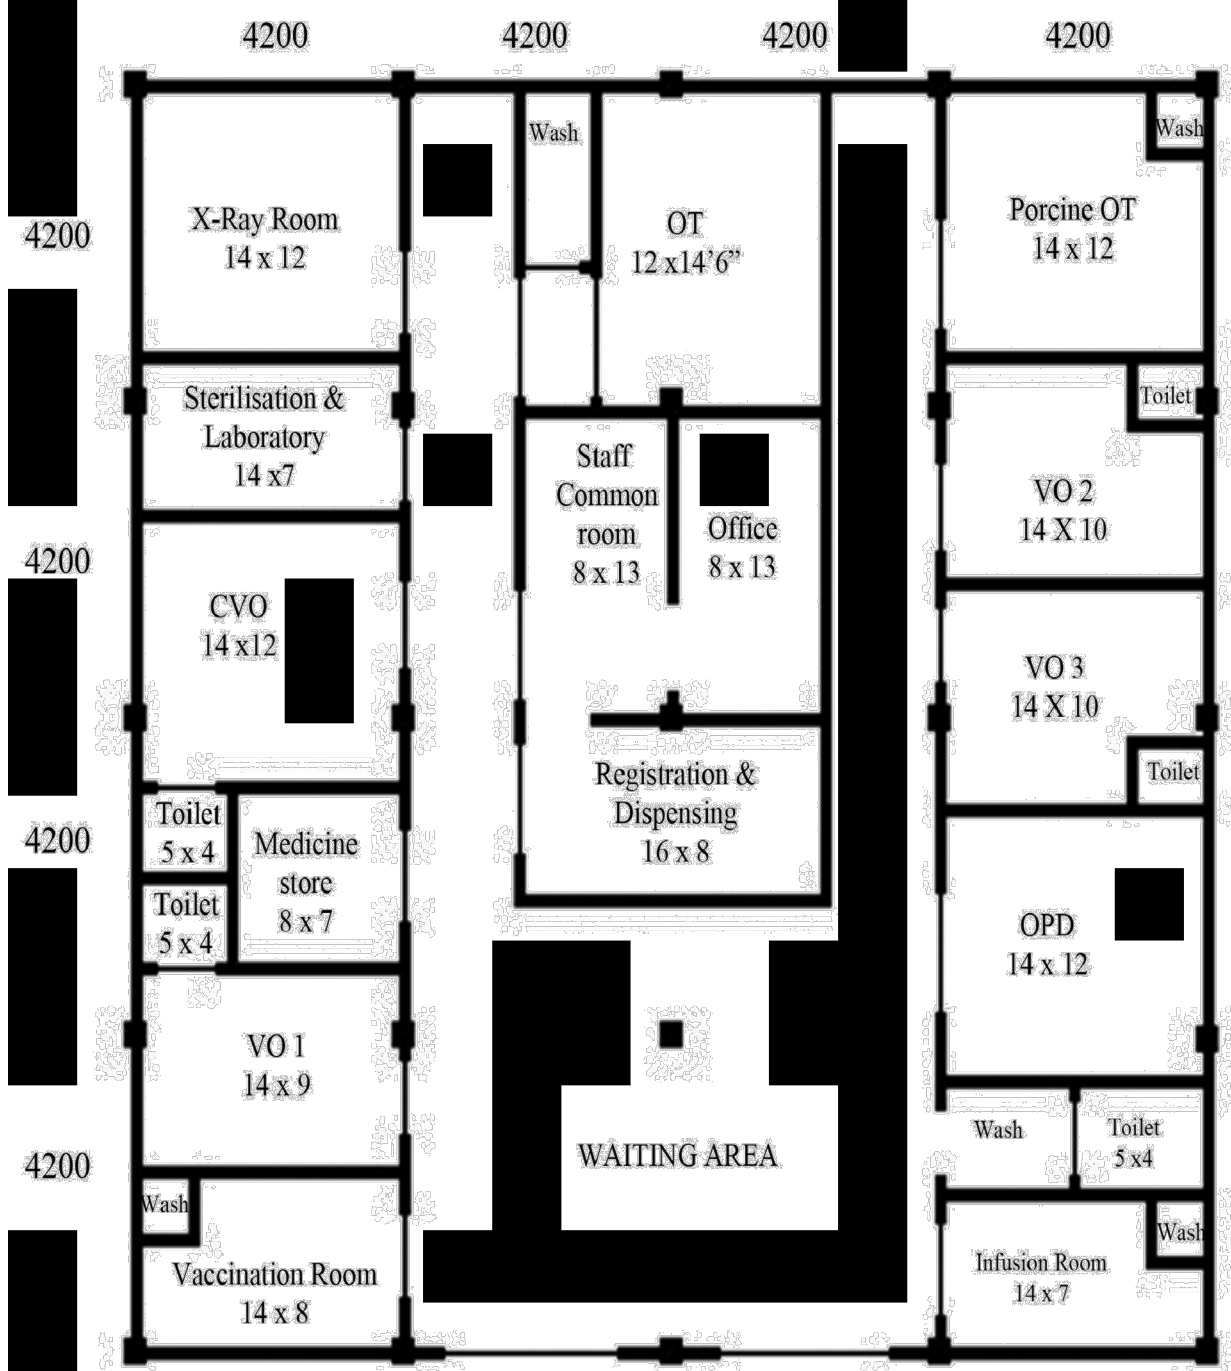 4200 4200 4200 4200
4200
4200
4200
4200
X-Ray Room
14 x 12
Sterilisation &
Laboratory
14 x7
CVO
14 x12
Toilet
5 x 4
Toilet
5 x 4
Medicine
store
8 x 7
VO 1
14 x 9
Wash
Vaccination Room
14 x 8
Wash
OT
12 x14’6”
Staff
Common
room
8 x 13
Office
8 x 13
Registration &
Dispensing
16 x 8
WAITING AREA
Wash
Porcine OT
14 x 12
Toilet
VO 2
14 X 10
VO 3
14 X 10
Toilet
OPD
14 x 12
Wash
Toilet
5 x4
Wash
Infusion Room
14 x 7